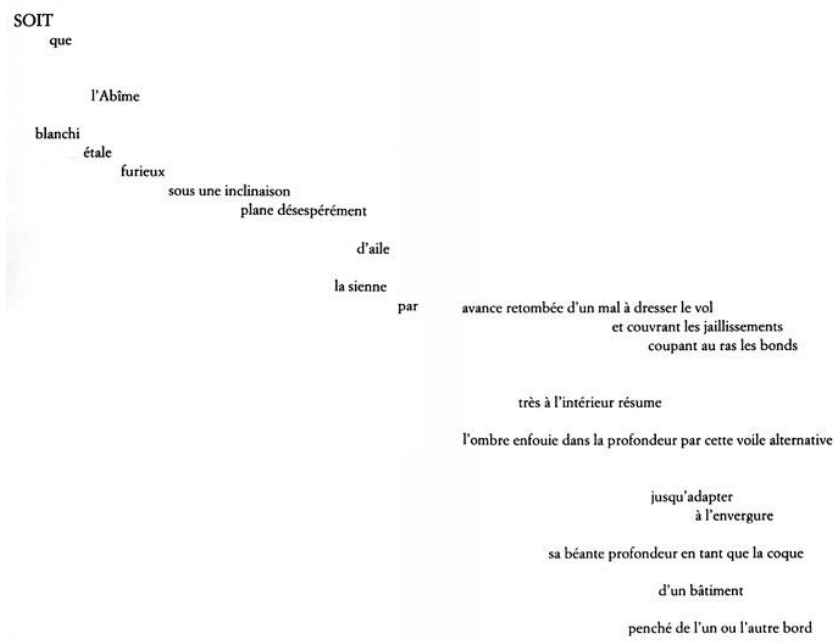 SOIT
que
l'Abîme
blanchi
étale
furieux
sous une inclinaison
plane désespérément
d'aile
la sienne
par avance retombée d'un mal à dresser le vol
et couvrant les jaillissements
coupant au ras les bonds
très à l'intérieur résume
l'ombre enfouie dans la profondeur par cette voile alternative
jusqu'adapter
à l'envergure
sa béante profondeur en tant que la coque
d'un bâtiment
penché de l'un ou l'autre bord